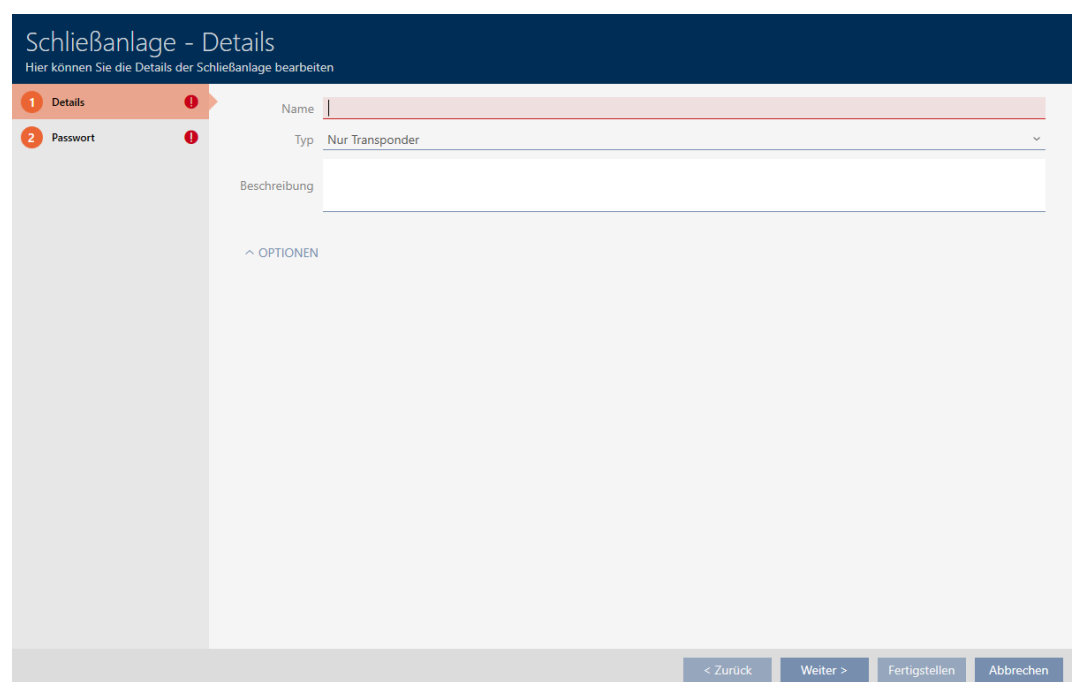 Schließanlage - Details
Hier können Sie die Details der Schließanlage bearbeiten
1 Details !
2 Passwort !
Name
Typ Nur Transponder
Beschreibung
OPTIONEN
< Zurück Weiter > Fertigstellen Abbrechen